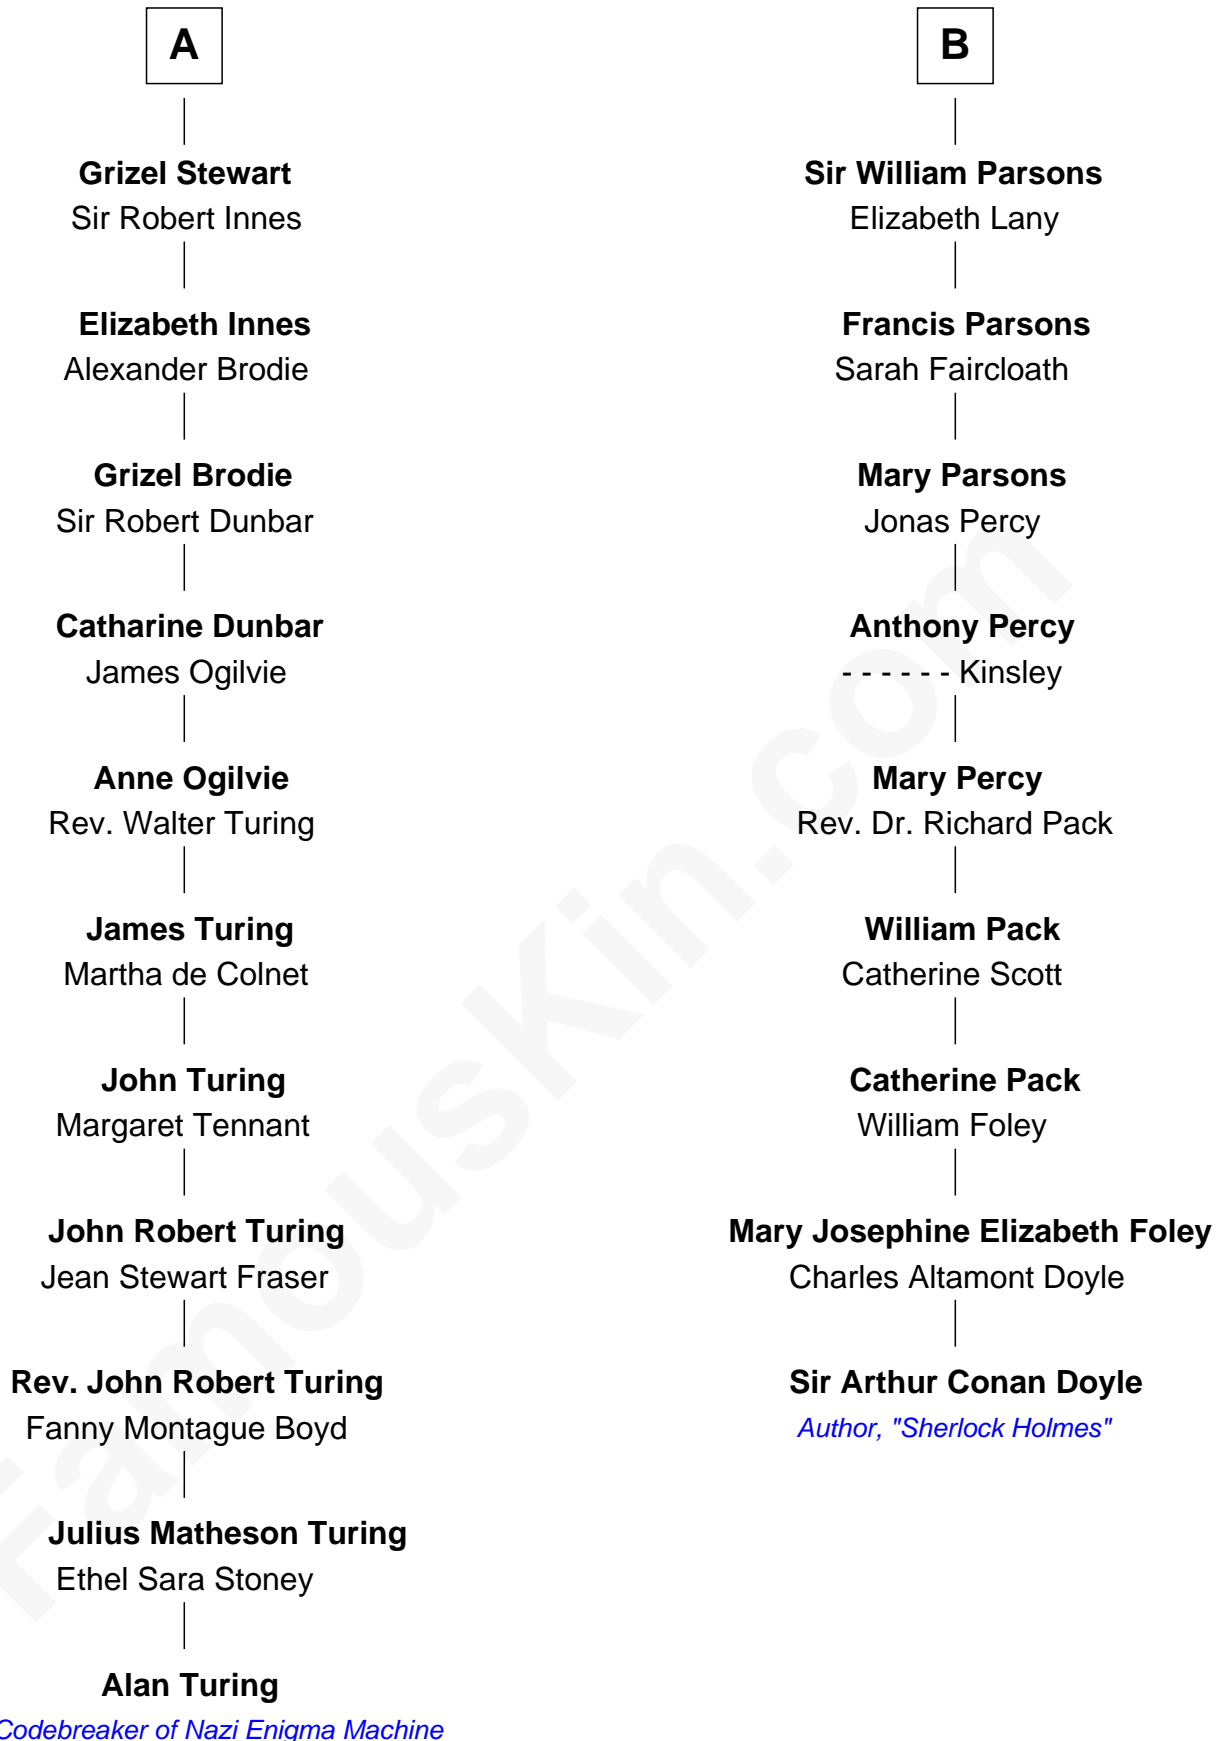 A
Grizel Stewart
Sir Robert Innes
Elizabeth Innes
Alexander Brodie
Grizel Brodie
Sir Robert Dunbar
Catharine Dunbar
James Ogilvie
Anne Ogilvie
Rev. Walter Turing
James Turing
Martha de Colnet
John Turing
Margaret Tennant
John Robert Turing
Jean Stewart Fraser
Rev. John Robert Turing
Fanny Montague Boyd
Julius Matheson Turing
Ethel Sara Stoney
Alan Turing
Codebreaker of Nazi Enigma Machine
B
Sir William Parsons
Elizabeth Lany
Francis Parsons
Sarah Faircloath
Mary Parsons
Jonas Percy
Anthony Percy
- - - - - - Kinsley
Mary Percy
Rev. Dr. Richard Pack
William Pack
Catherine Scott
Catherine Pack
William Foley
Mary Josephine Elizabeth Foley
Charles Altamont Doyle
Sir Arthur Conan Doyle
Author, "Sherlock Holmes"
FamousKin.com